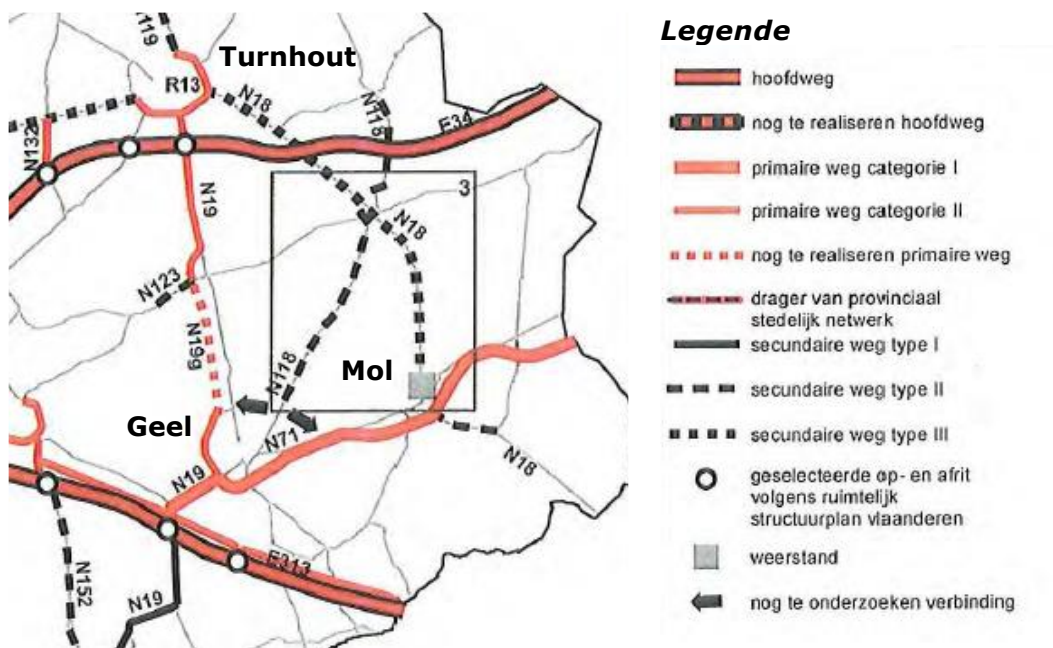 N119
Turnhout
R13
N18
N118
E34
N132
N19
3
N18
N123
N19g
N118
Mol
Geel
N71
N19
N18
E313
N152
N19
Legende
hoofdweg
nog te realiseren hoofdweg
primaire weg categorie I
primaire weg categorie II
nog te realiseren primaire weg
drager van provinciaal
stedelijk netwerk
secundaire weg type I
secundaire weg type II
secundaire weg type III
geselecteerde op- en afrit
volgens ruimtelijk
structuurplan vlaanderen
weerstand
nog te onderzoeken verbinding